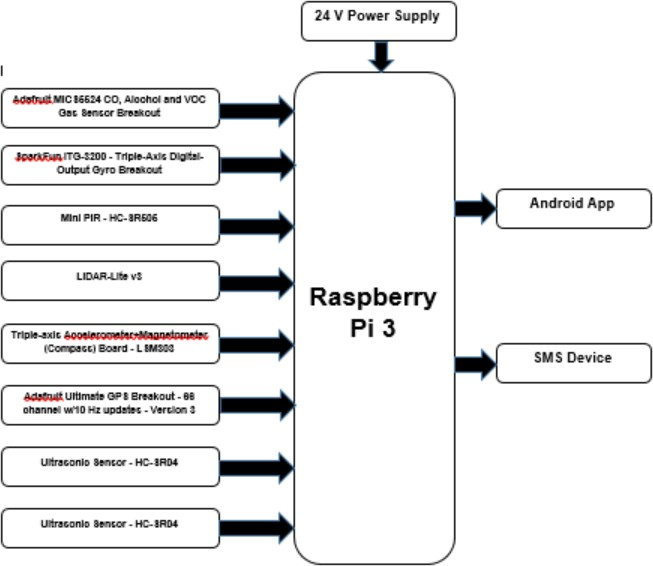 24 V Power Supply
Adafruit MiCS5524 CO, Alcohol and VOC
Gas Sensor Breakout
SparkFun ITG-3200 - Triple-Axis Digital-
Output Gyro Breakout
Mini PIR - HC-SR505
LIDAR-Lite v3
Triple-axis Accelerometer+Magnetometer
(Compass) Board - LSM303
Adafruit Ultimate GPS Breakout - 66
channel w/10 Hz updates - Version 3
Ultrasonic Sensor - HC-SR04
Ultrasonic Sensor - HC-SR04
Raspberry
Pi 3
Android App
SMS Device